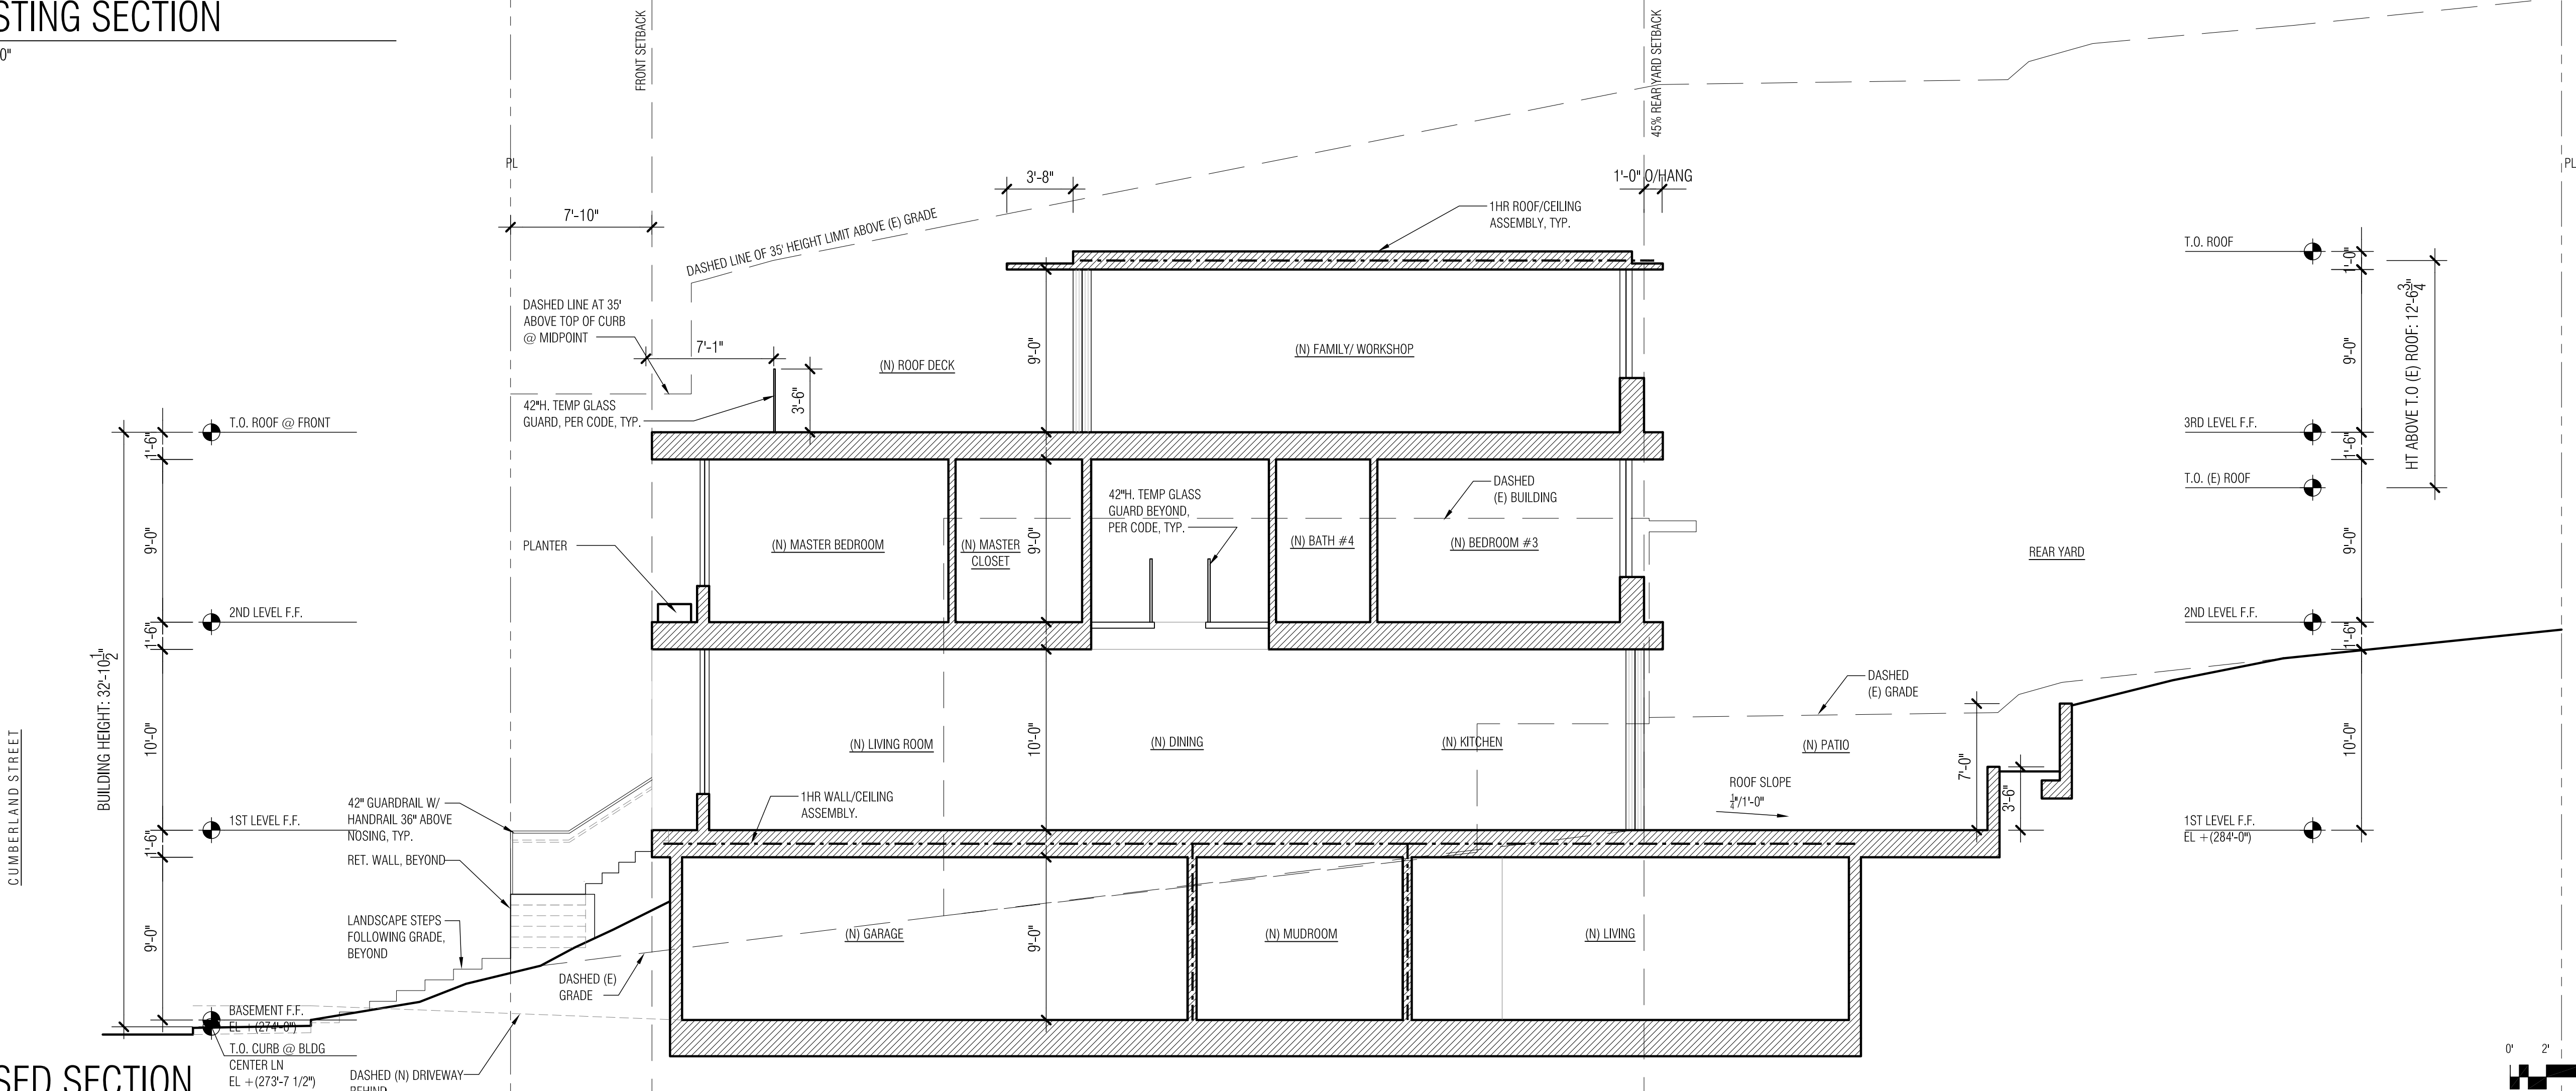 STING SECTION
0"
FRONT SETBACK
45% REAR YARD SETBACK
PL
PL
3'-8"
1'-0" O/HANG
7'-10"
1HR ROOF/CEILING
ASSEMBLY, TYP.
DASHED LINE OF 35' HEIGHT LIMIT ABOVE (E) GRADE
T.O. ROOF
1'-0"
DASHED LINE AT 35'
ABOVE TOP OF CURB
@ MIDPOINT
7'-1"
(N) ROOF DECK
9'-0"
(N) FAMILY/ WORKSHOP
9'-0"
HT ABOVE T.O (E) ROOF: 12'-6 3/4
42"H. TEMP GLASS
GUARD, PER CODE, TYP.
3'-6"
T.O. ROOF @ FRONT
1'-6"
3RD LEVEL F.F.
1'-6"
T.O. (E) ROOF
DASHED
(E) BUILDING
42"H. TEMP GLASS
GUARD BEYOND,
PER CODE, TYP.
9'-0"
PLANTER
(N) MASTER BEDROOM
(N) MASTER
CLOSET
9'-0"
(N) BATH #4
(N) BEDROOM #3
REAR YARD
9'-0"
2ND LEVEL F.F.
1'-6"
2ND LEVEL F.F.
1'-6"
BUILDING HEIGHT: 32'-10 1/2"
DASHED
(E) GRADE
CUMBERLAND STREET
10'-0"
(N) LIVING ROOM
10'-0"
(N) DINING
(N) KITCHEN
(N) PATIO
7'-0"
10'-0"
ROOF SLOPE
1/4"/1'-0"
3'-6"
42" GUARDRAIL W/
HANDRAIL 36" ABOVE
NOSING, TYP.
1HR WALL/CEILING
ASSEMBLY.
1ST LEVEL F.F.
1'-6"
1ST LEVEL F.F.
EL +(284'-0")
RET. WALL, BEYOND
LANDSCAPE STEPS
FOLLOWING GRADE,
BEYOND
9'-0"
(N) GARAGE
9'-0"
(N) MUDROOM
(N) LIVING
DASHED (E)
GRADE
BASEMENT F.F.
EL +(274'-0")
T.O. CURB @ BLDG
CENTER LN
EL +(273'-7 1/2")
DASHED (N) DRIVEWAY
BEHIND
SED SECTION
0' 2'